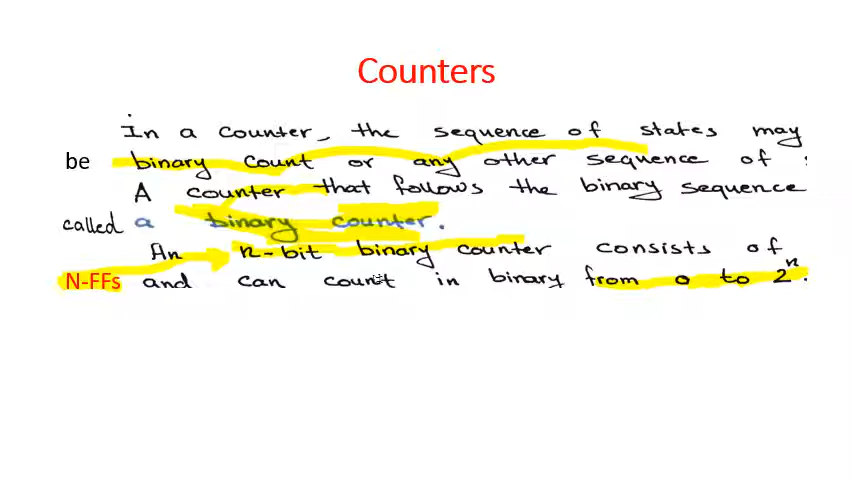 Counters
In a counter, the sequence of states may
be binary count or any other sequence of
A counter that follows the binary sequence
called a binary counter.
An n-bit binary counter consists of
N-FFs and can count in binary from 0 to 2^n